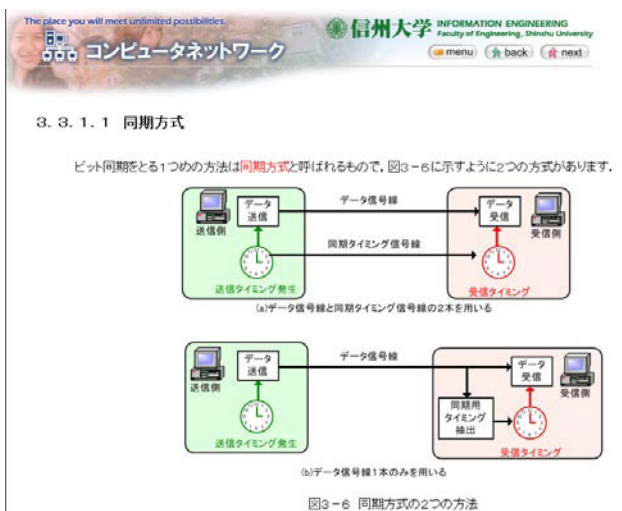 The place you will meet unlimited possibilities.
コンピュータネットワーク
信州大学 INFORMATION ENGINEERING
Faculty of Engineering, Shinshu University
menu back next
3.3.1.1 同期方式
ビット同期をとる1つめの方法は同期方式と呼ばれるもので,図3-6に示すように2つの方式があります.
データ信号線
データ
送信
データ
受信
送信側
受信側
同期タイミング信号線
送信タイミング発生
受信タイミング
(a)データ信号線と同期タイミング信号線の2本を用いる
データ信号線
データ
送信
データ
受信
送信側
受信側
同期用
タイミング
抽出
送信タイミング発生
受信タイミング
(b)データ信号線1本のみを用いる
図3-6 同期方式の2つの方法